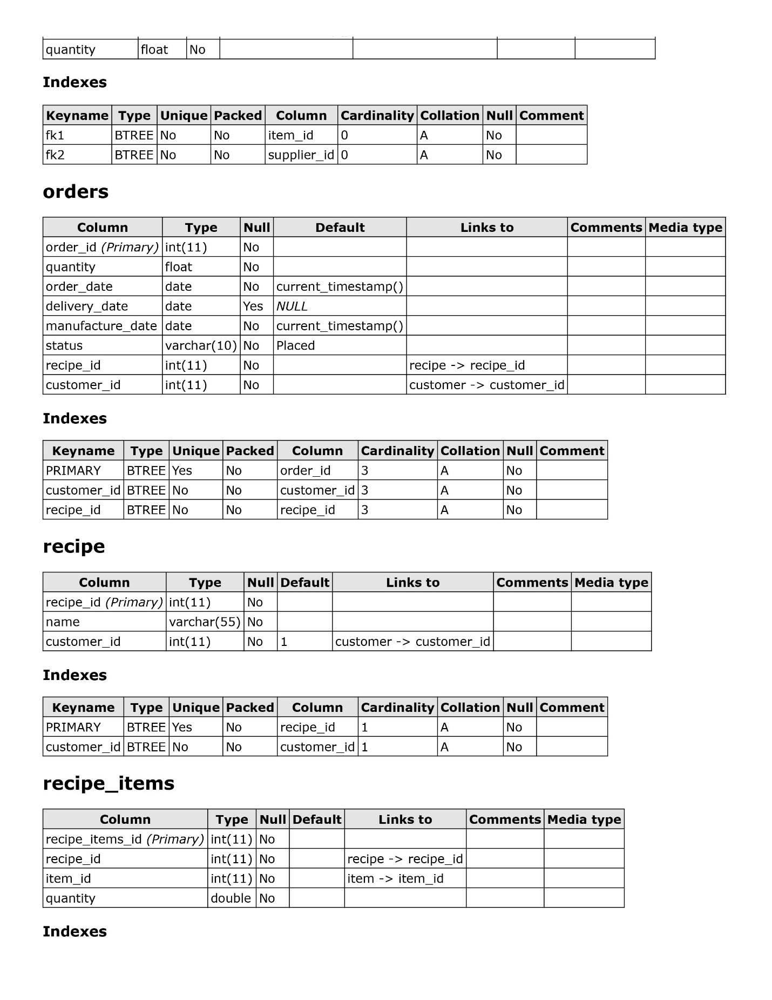 quantity float No
Indexes
Keyname Type Unique Packed Column Cardinality Collation Null Comment
fk1 BTREE No No item_id 0 A No
fk2 BTREE No No supplier_id 0 A No
orders
Column Type Null Default Links to Comments Media type
order_id (Primary) int(11) No
quantity float No
order_date date No current_timestamp()
delivery_date date Yes NULL
manufacture_date date No current_timestamp()
status varchar(10) No Placed
recipe_id int(11) No recipe -> recipe_id
customer_id int(11) No customer -> customer_id
Indexes
Keyname Type Unique Packed Column Cardinality Collation Null Comment
PRIMARY BTREE Yes No order_id 3 A No
customer_id BTREE No No customer_id 3 A No
recipe_id BTREE No No recipe_id 3 A No
recipe
Column Type Null Default Links to Comments Media type
recipe_id (Primary) int(11) No
name varchar(55) No
customer_id int(11) No 1 customer -> customer_id
Indexes
Keyname Type Unique Packed Column Cardinality Collation Null Comment
PRIMARY BTREE Yes No recipe_id 1 A No
customer_id BTREE No No customer_id 1 A No
recipe_items
Column Type Null Default Links to Comments Media type
recipe_items_id (Primary) int(11) No
recipe_id int(11) No recipe -> recipe_id
item_id int(11) No item -> item_id
quantity double No
Indexes